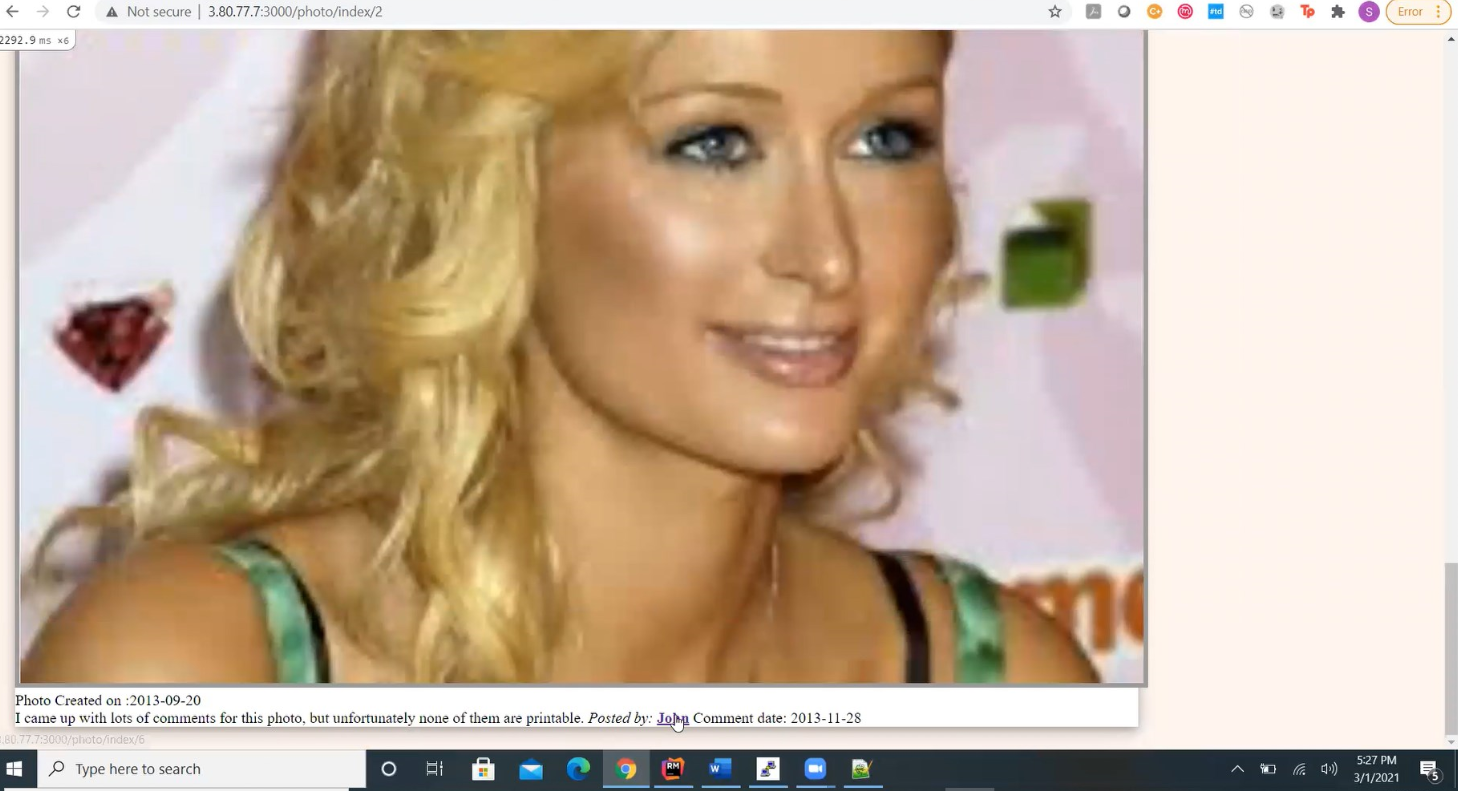 Not secure | 3.80.77.7:3000/photo/index/2
Error
2292.9 ms ×6
Photo Created on :2013-09-20
I came up with lots of comments for this photo, but unfortunately none of them are printable. Posted by: John Comment date: 2013-11-28
.80.77.7:3000/photo/index/6
Type here to search
5:27 PM
3/1/2021
5